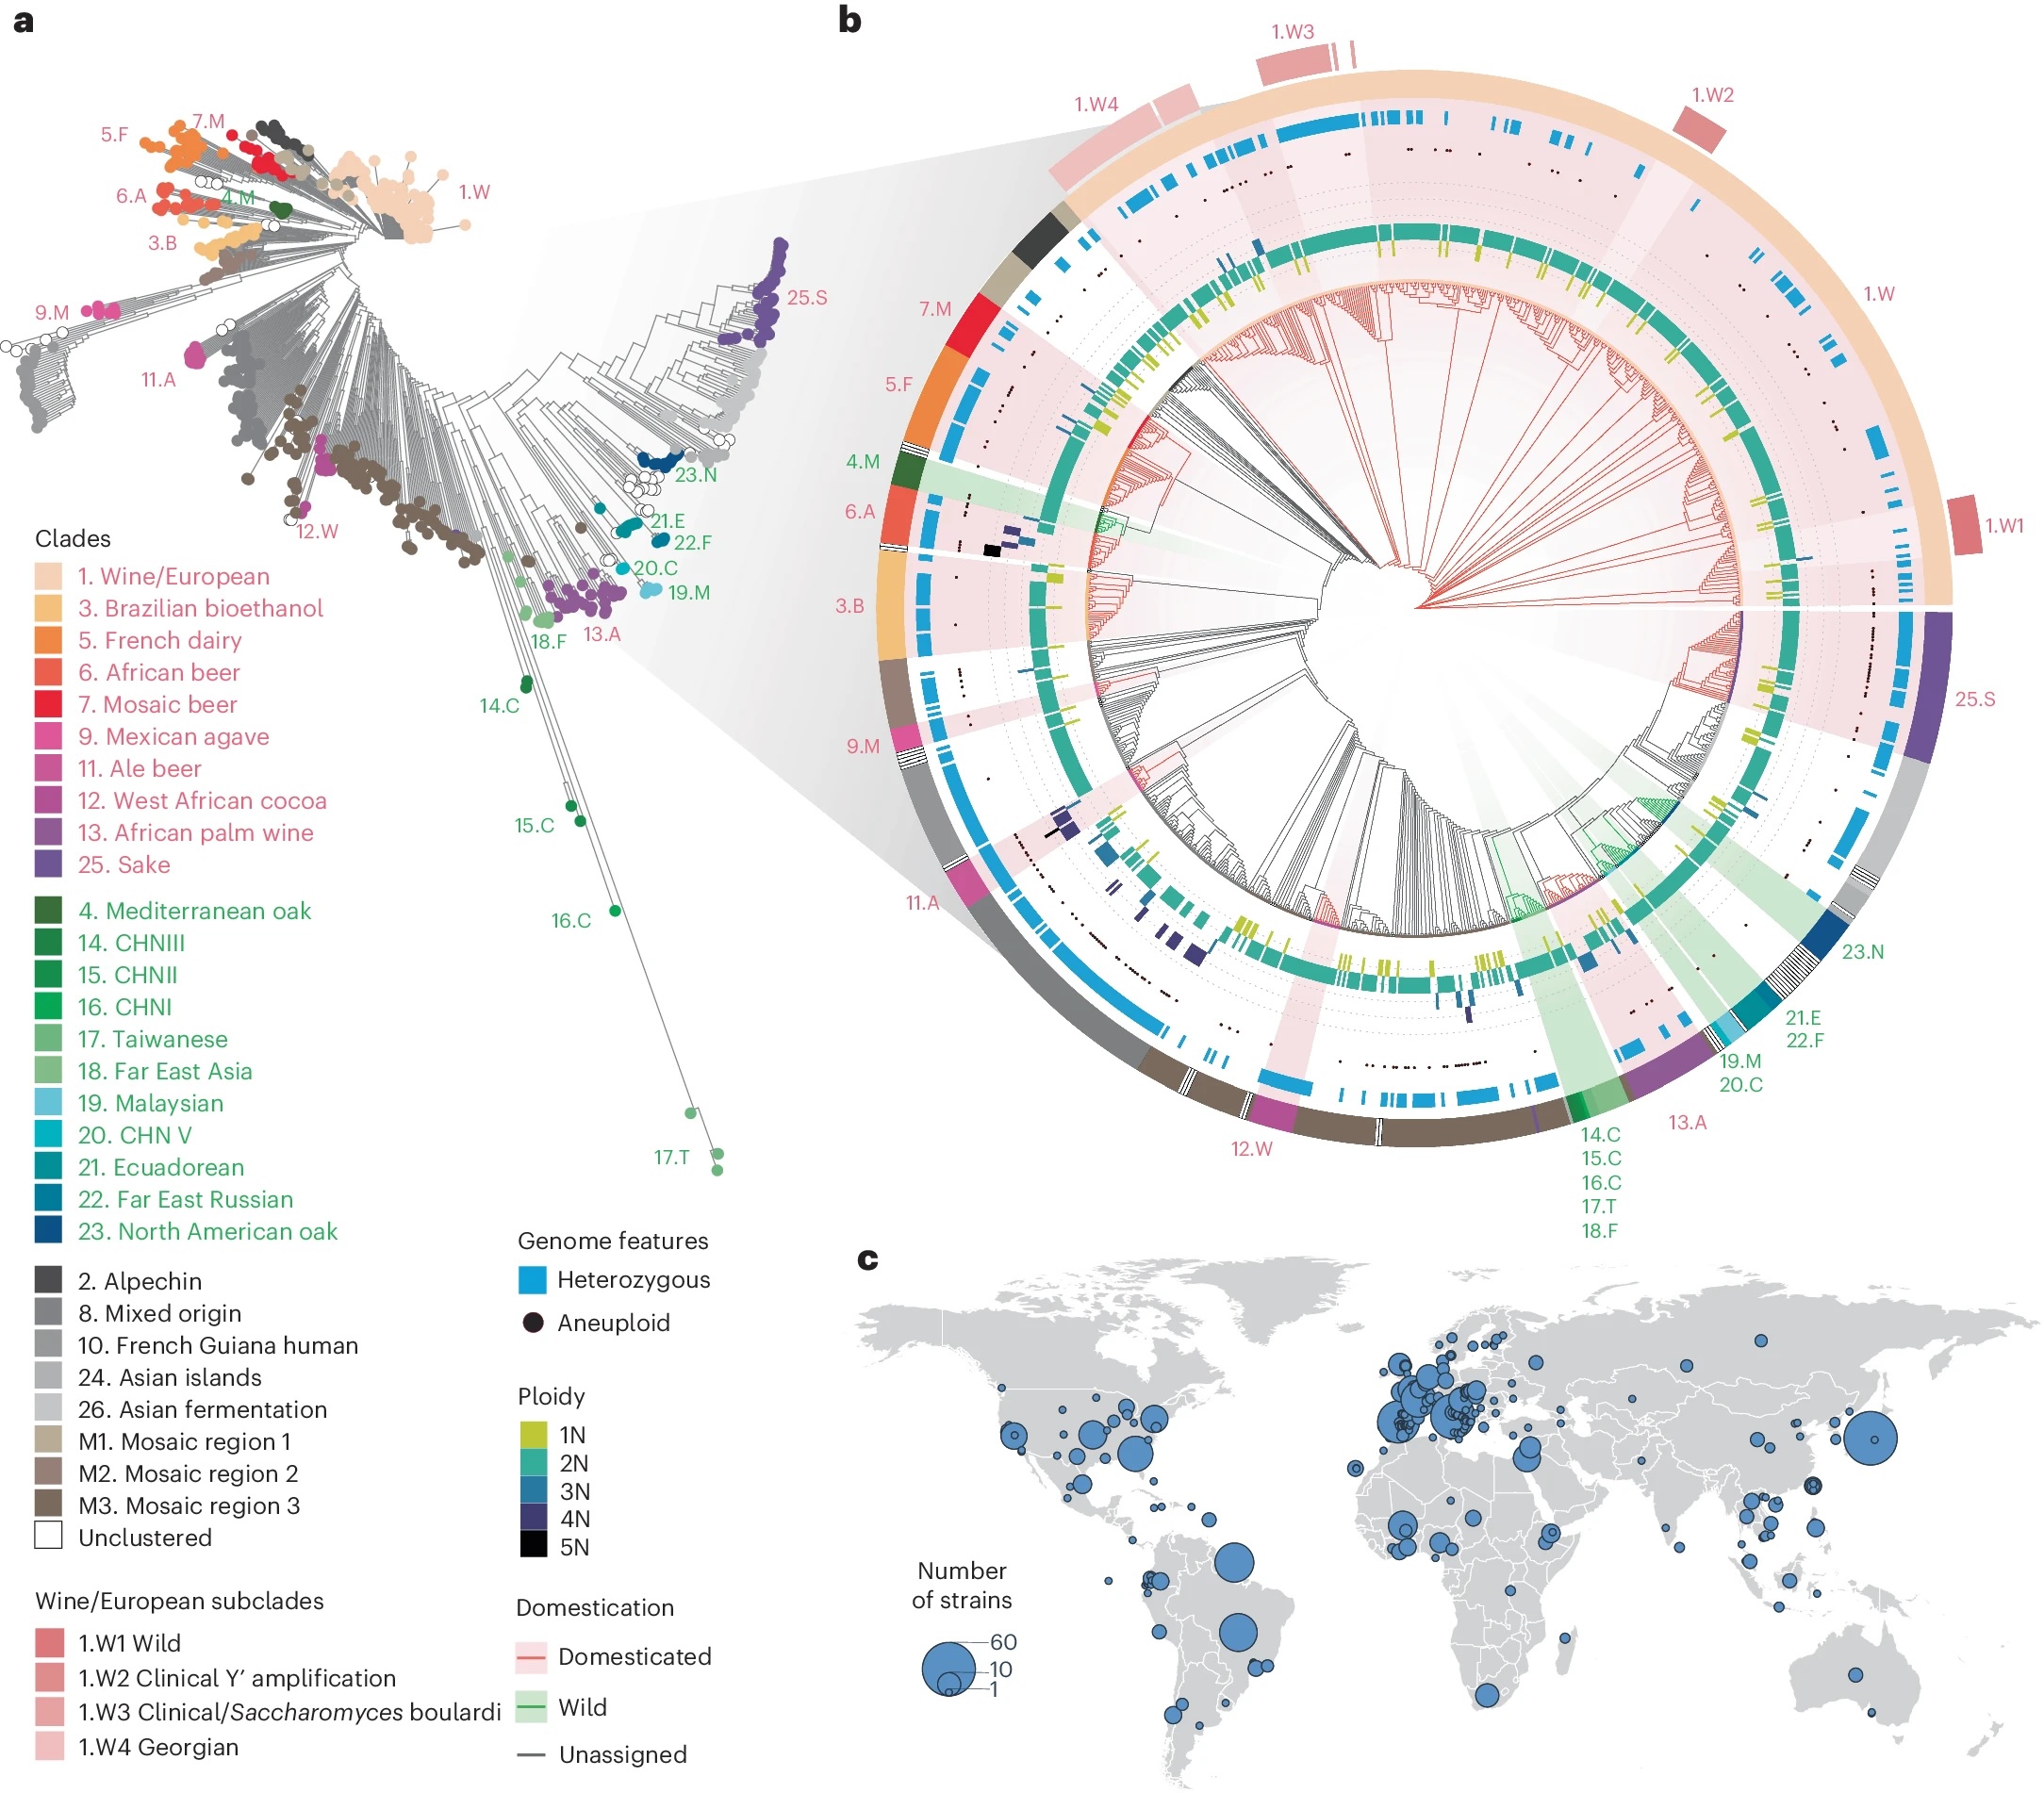 a
5.F
7.M
1.W
6.A
4.M
3.B
9.M
11.A
12.W
25.S
23.N
21.E
22.F
20.C
19.M
18.F
13.A
14.C
15.C
16.C
17.T
Clades
1. Wine/European
3. Brazilian bioethanol
5. French dairy
6. African beer
7. Mosaic beer
9. Mexican agave
11. Ale beer
12. West African cocoa
13. African palm wine
25. Sake
4. Mediterranean oak
14. CHNIII
15. CHNII
16. CHNI
17. Taiwanese
18. Far East Asia
19. Malaysian
20. CHN V
21. Ecuadorean
22. Far East Russian
23. North American oak
2. Alpechin
8. Mixed origin
10. French Guiana human
24. Asian islands
26. Asian fermentation
M1. Mosaic region 1
M2. Mosaic region 2
M3. Mosaic region 3
Unclustered
Wine/European subclades
1.W1 Wild
1.W2 Clinical Y′ amplification
1.W3 Clinical/Saccharomyces boulardi
1.W4 Georgian
Genome features
Heterozygous
Aneuploid
Ploidy
1N
2N
3N
4N
5N
Domestication
Domesticated
Wild
Unassigned
b
1.W3
1.W4
1.W2
1.W
1.W1
7.M
5.F
4.M
6.A
3.B
9.M
11.A
12.W
25.S
23.N
21.E
22.F
19.M
20.C
13.A
14.C
15.C
16.C
17.T
18.F
c
Number
of strains
60
10
1